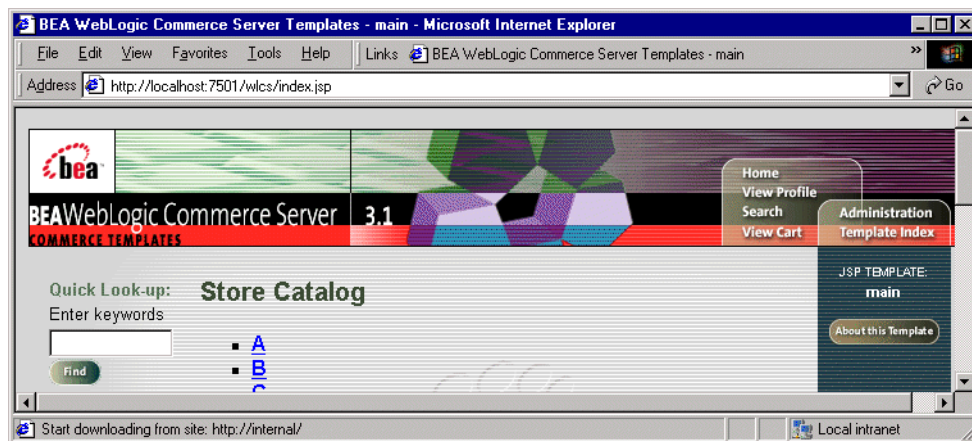 BEA WebLogic Commerce Server Templates - main - Microsoft Internet Explorer
File Edit View Favorites Tools Help Links BEA WebLogic Commerce Server Templates - main »
Address http://localhost:7501/wlcs/index.jsp Go
bea
BEA WebLogic Commerce Server 3.1
COMMERCE TEMPLATES
Home
View Profile
Search
View Cart
Administration
Template Index
JSP TEMPLATE:
main
About this Template
Quick Look-up:
Enter keywords
Find
Store Catalog
A
B
C
Start downloading from site: http://internal/
Local intranet